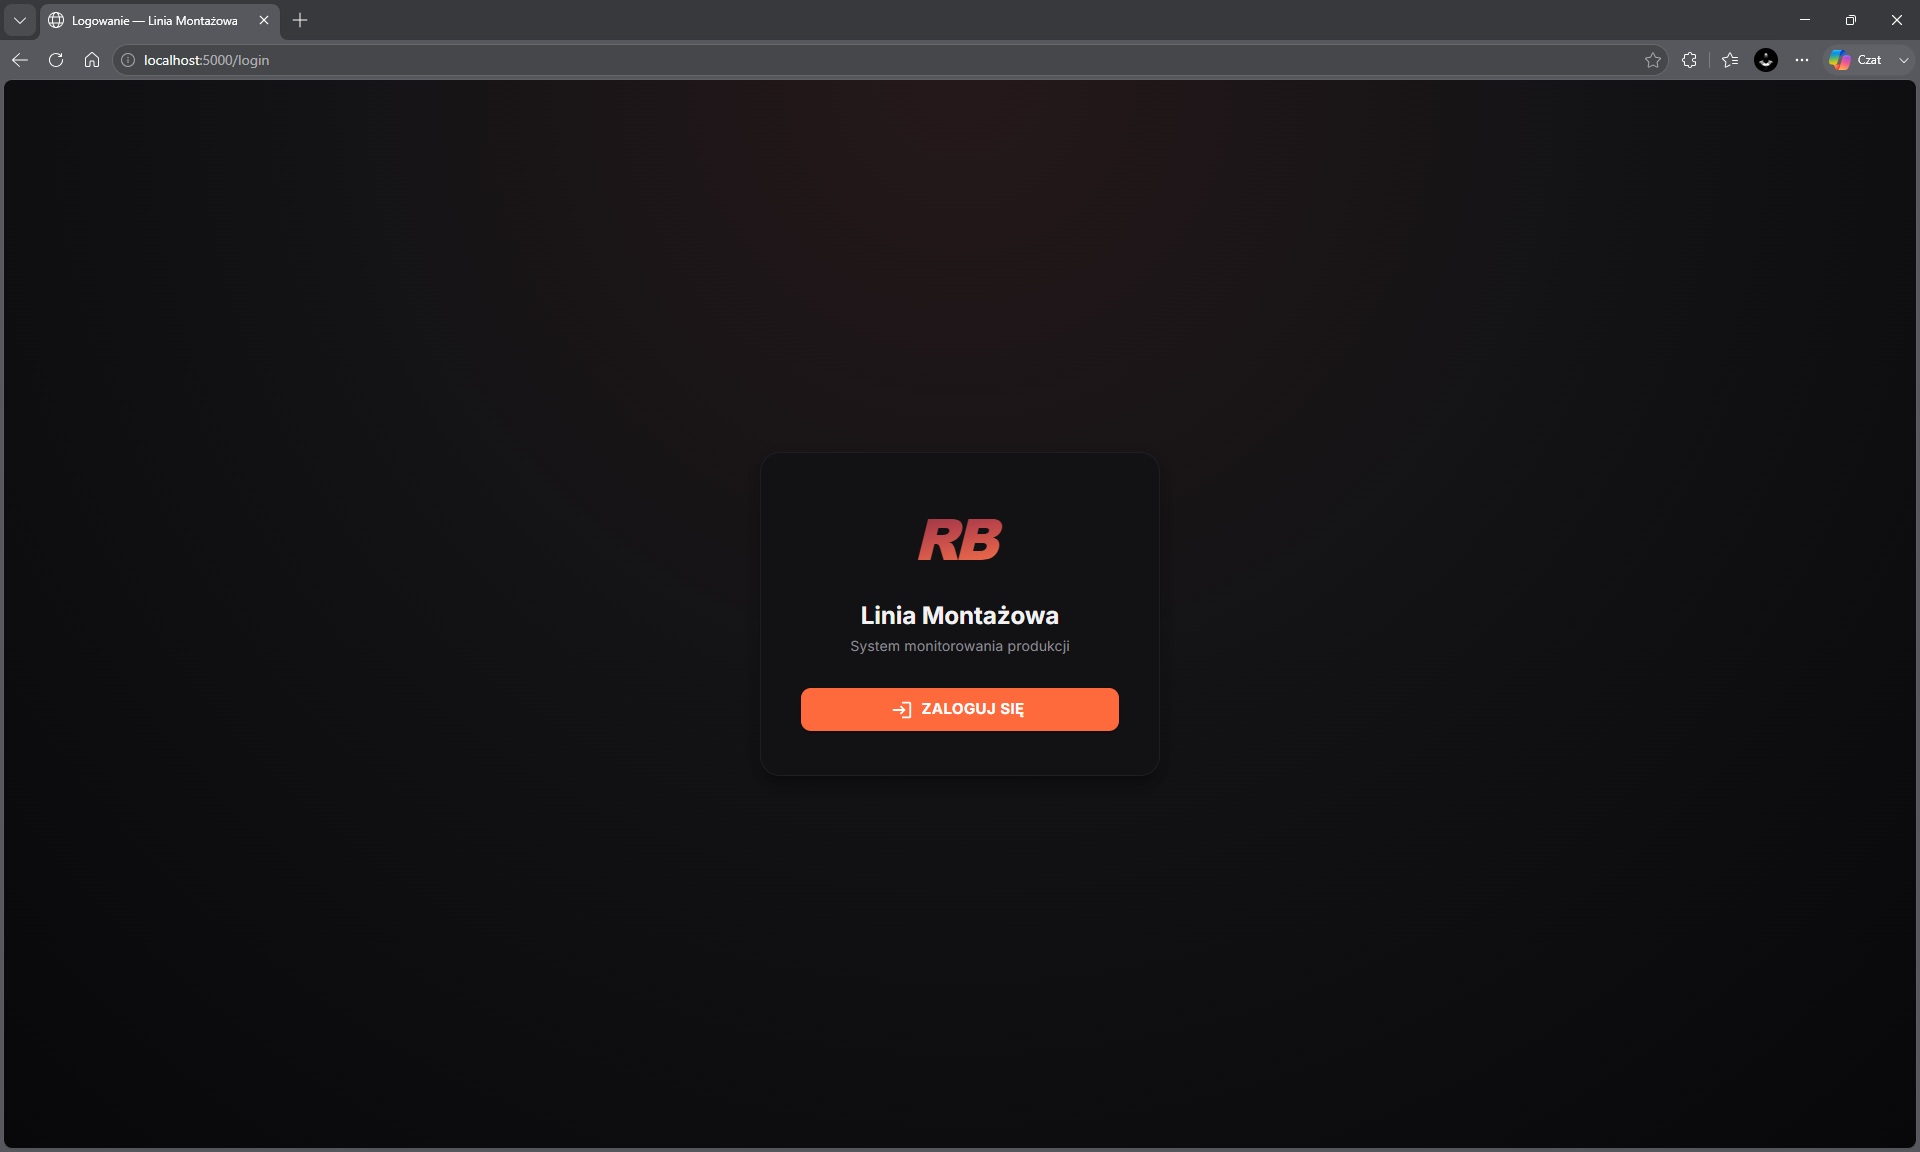 Logowanie — Linia Montażowa
localhost:5000/login
Czat
RB
Linia Montażowa
System monitorowania produkcji
ZALOGUJ SIĘ